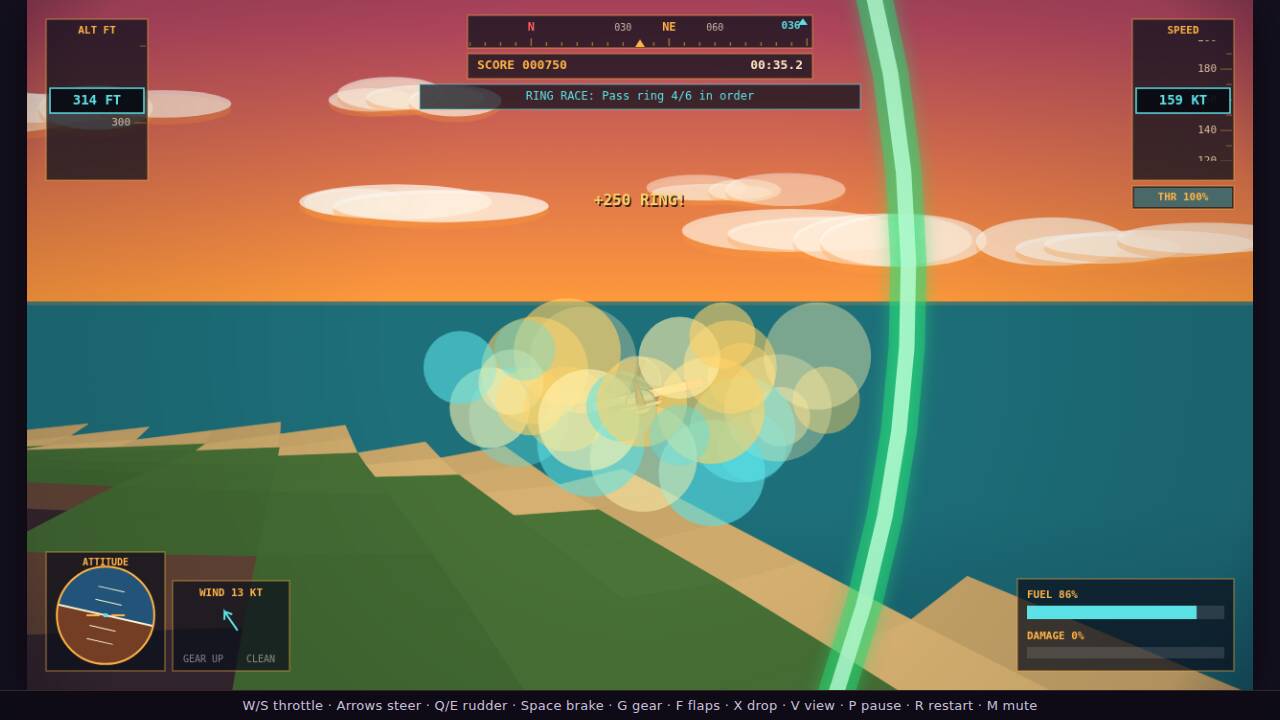 ALT FT
314 FT
300
N 030 NE 060 036
SCORE 000750 00:35.2
RING RACE: Pass ring 4/6 in order
+250 RING!
SPEED
180
159 KT
140
120
THR 100%
ATTITUDE
WIND 13 KT
GEAR UP CLEAN
FUEL 86%
DAMAGE 0%
W/S throttle · Arrows steer · Q/E rudder · Space brake · G gear · F flaps · X drop · V view · P pause · R restart · M mute